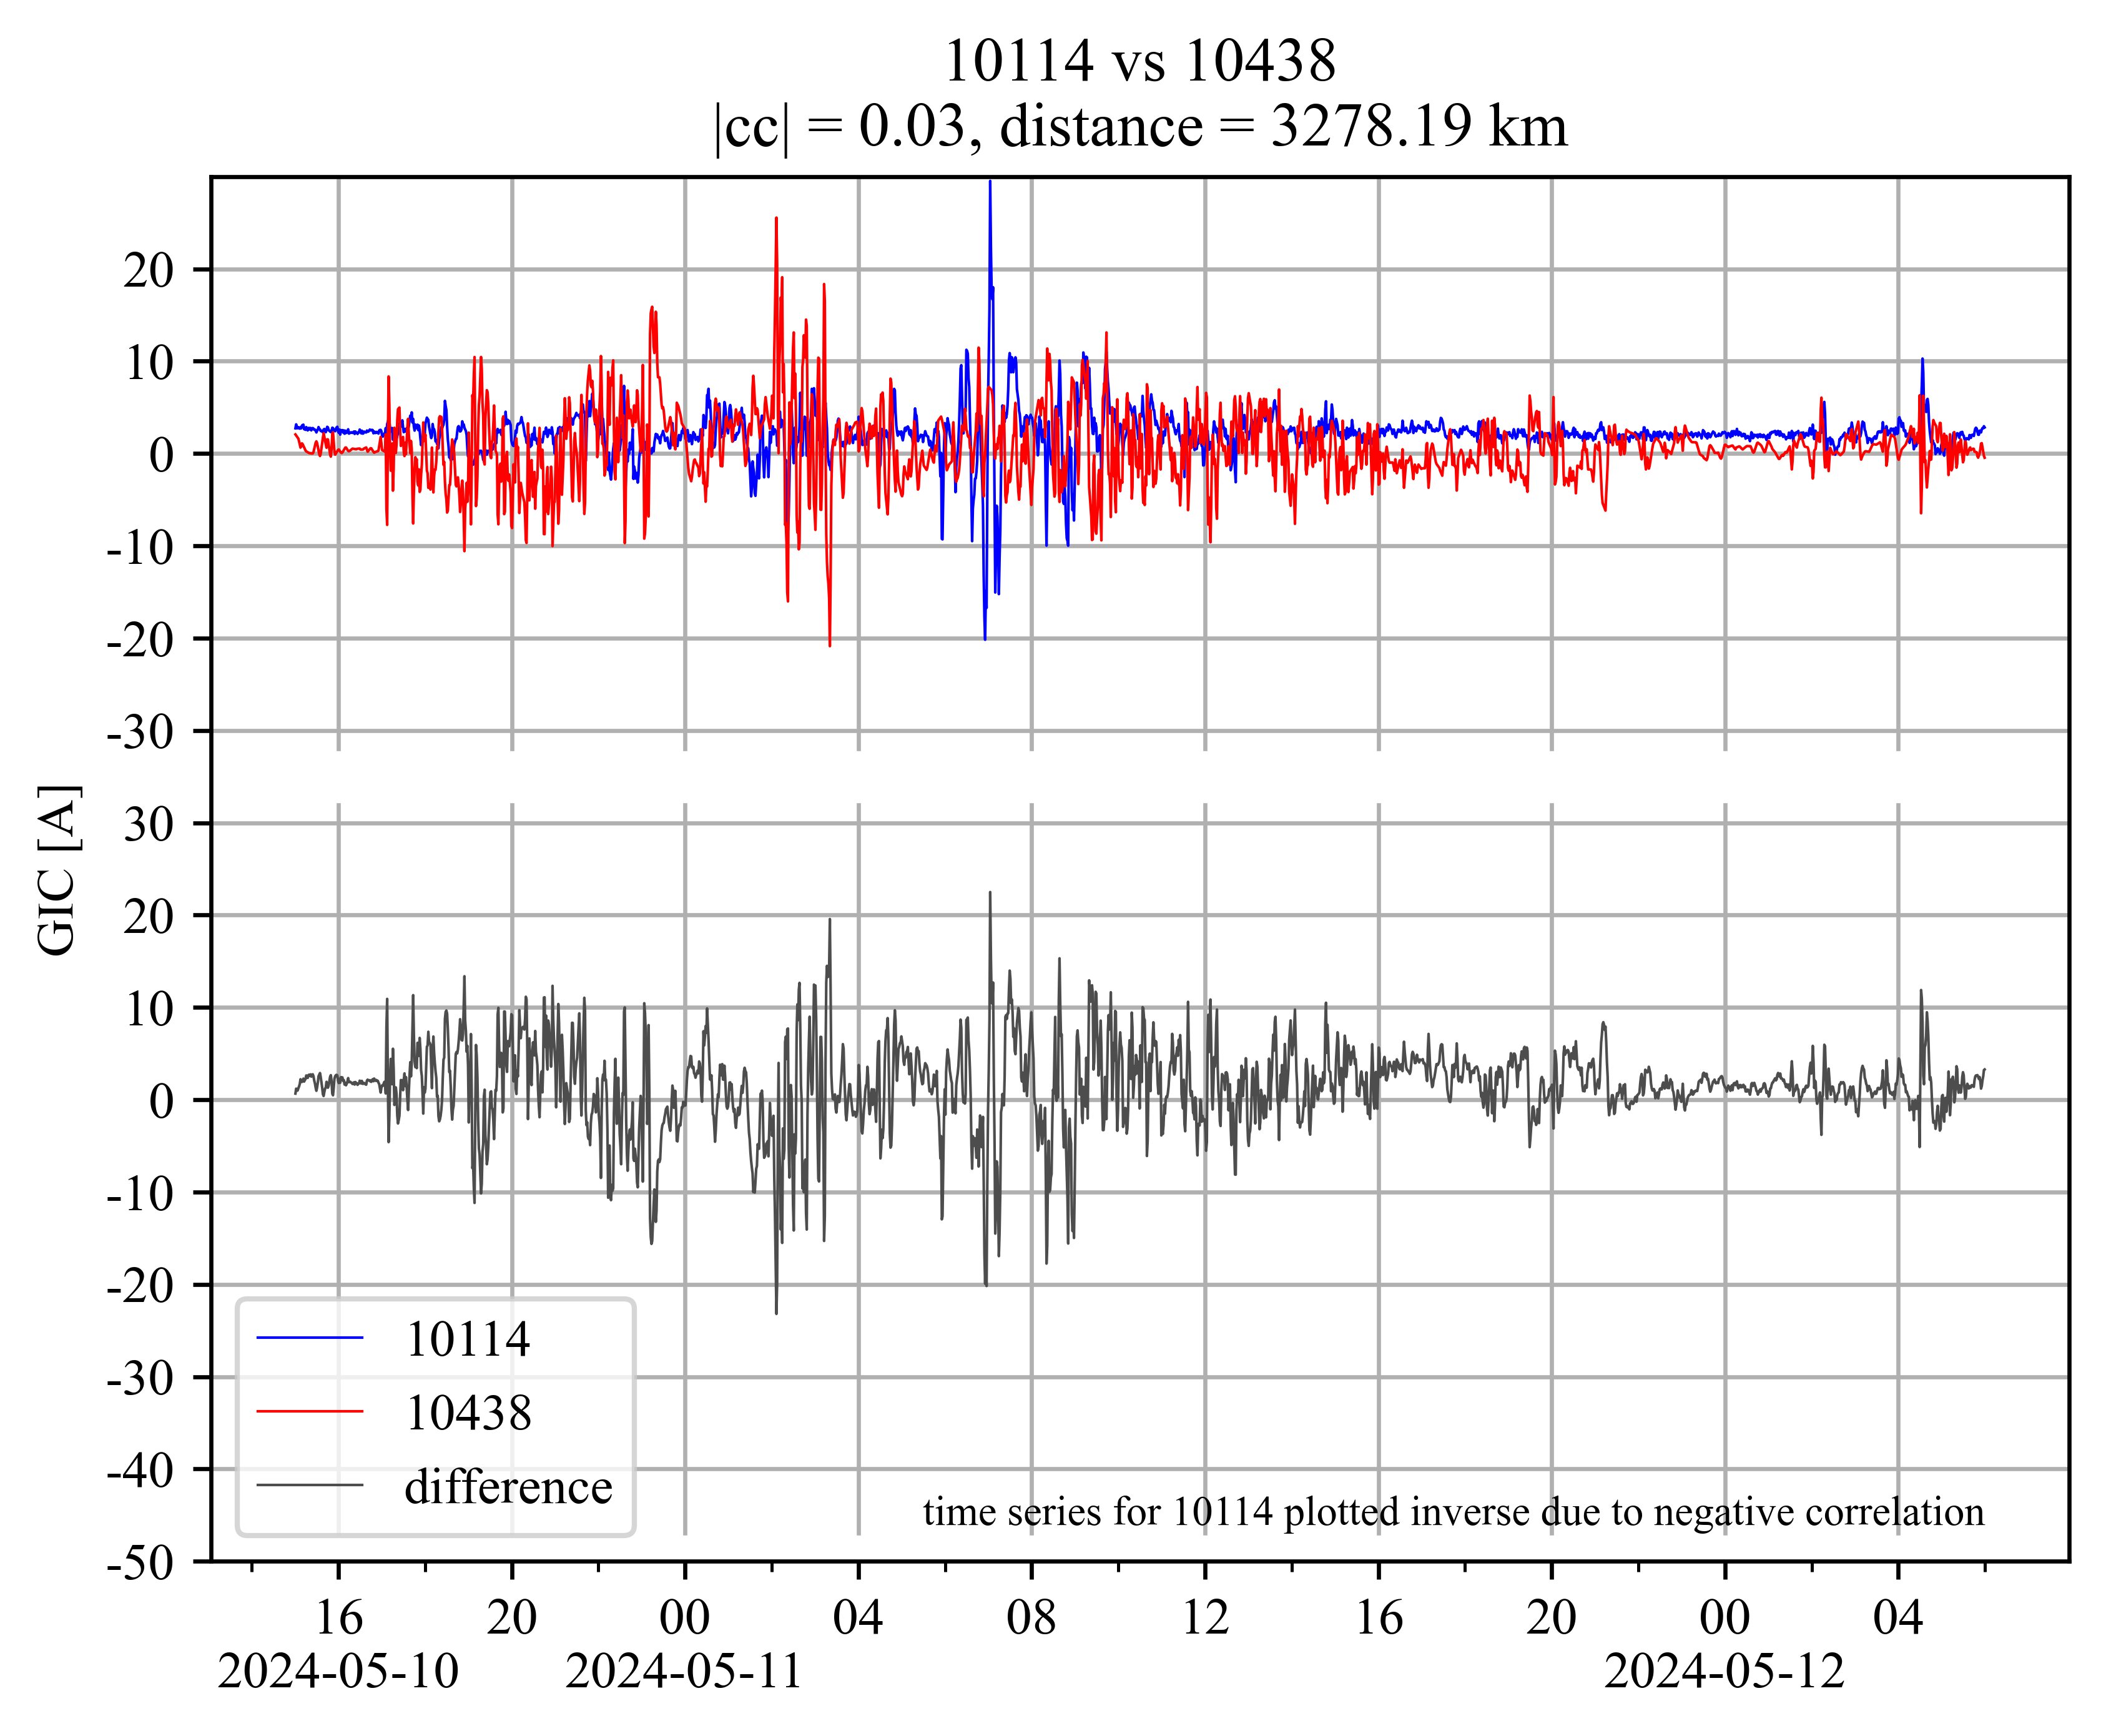 10114 vs 10438
|cc| = 0.03, distance = 3278.19 km
20
10
0
-10
-20
-30
30
20
10
0
-10
-20
-30
-40
-50
GIC [A]
10114
10438
difference
time series for 10114 plotted inverse due to negative correlation
16 20 00 04 08 12 16 20 00 04
2024-05-10 2024-05-11 2024-05-12